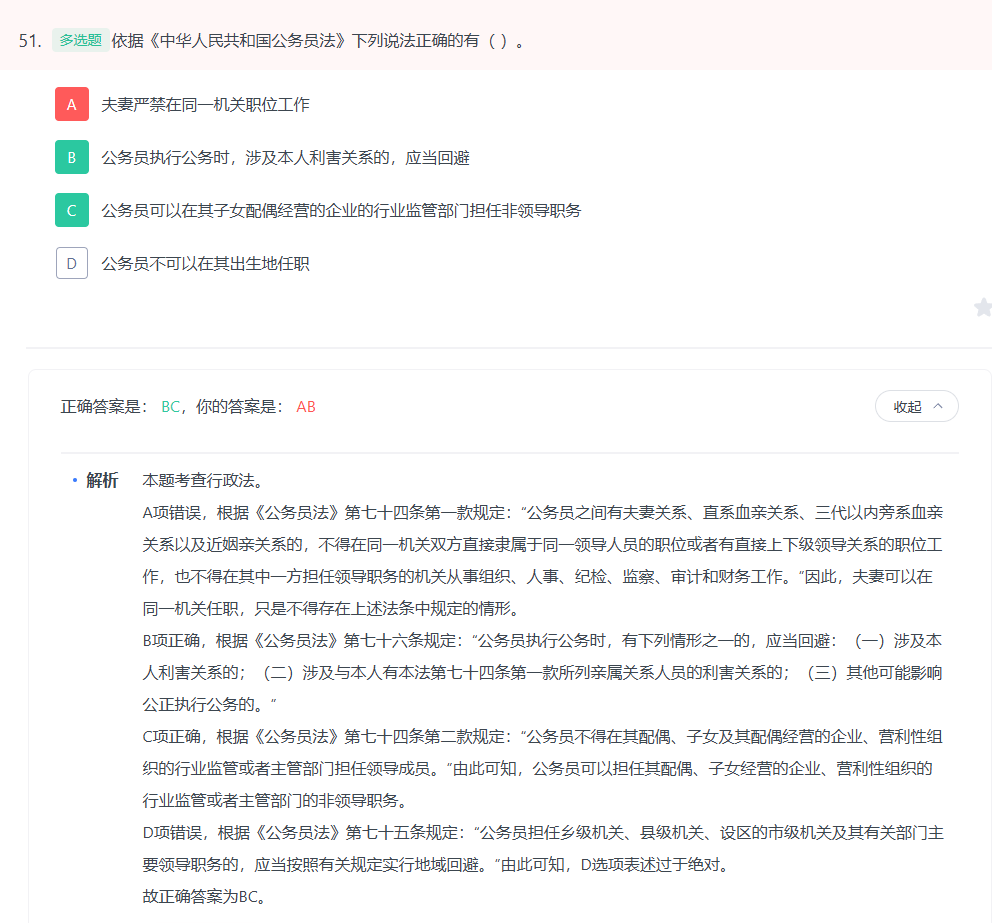 51. 多选题 依据《中华人民共和国公务员法》下列说法正确的有（ ）。
A 夫妻严禁在同一机关职位工作
B 公务员执行公务时，涉及本人利害关系的，应当回避
C 公务员可以在其子女配偶经营的企业的行业监管部门担任非领导职务
D 公务员不可以在其出生地任职
正确答案是： BC，你的答案是： AB
收起
解析 本题考查行政法。
A项错误，根据《公务员法》第七十四条第一款规定：“公务员之间有夫妻关系、直系血亲关系、三代以内旁系血亲
关系以及近姻亲关系的，不得在同一机关双方直接隶属于同一领导人员的职位或者有直接上下级领导关系的职位工
作，也不得在其中一方担任领导职务的机关从事组织、人事、纪检、监察、审计和财务工作。”因此，夫妻可以在
同一机关任职，只是不得存在上述法条中规定的情形。
B项正确，根据《公务员法》第七十六条规定：“公务员执行公务时，有下列情形之一的，应当回避：（一）涉及本
人利害关系的；（二）涉及与本人有本法第七十四条第一款所列亲属关系人员的利害关系的；（三）其他可能影响
公正执行公务的。”
C项正确，根据《公务员法》第七十四条第二款规定：“公务员不得在其配偶、子女及其配偶经营的企业、营利性组
织的行业监管或者主管部门担任领导成员。”由此可知，公务员可以担任其配偶、子女经营的企业、营利性组织的
行业监管或者主管部门的非领导职务。
D项错误，根据《公务员法》第七十五条规定：“公务员担任乡级机关、县级机关、设区的市级机关及其有关部门主
要领导职务的，应当按照有关规定实行地域回避。”由此可知，D选项表述过于绝对。
故正确答案为BC。